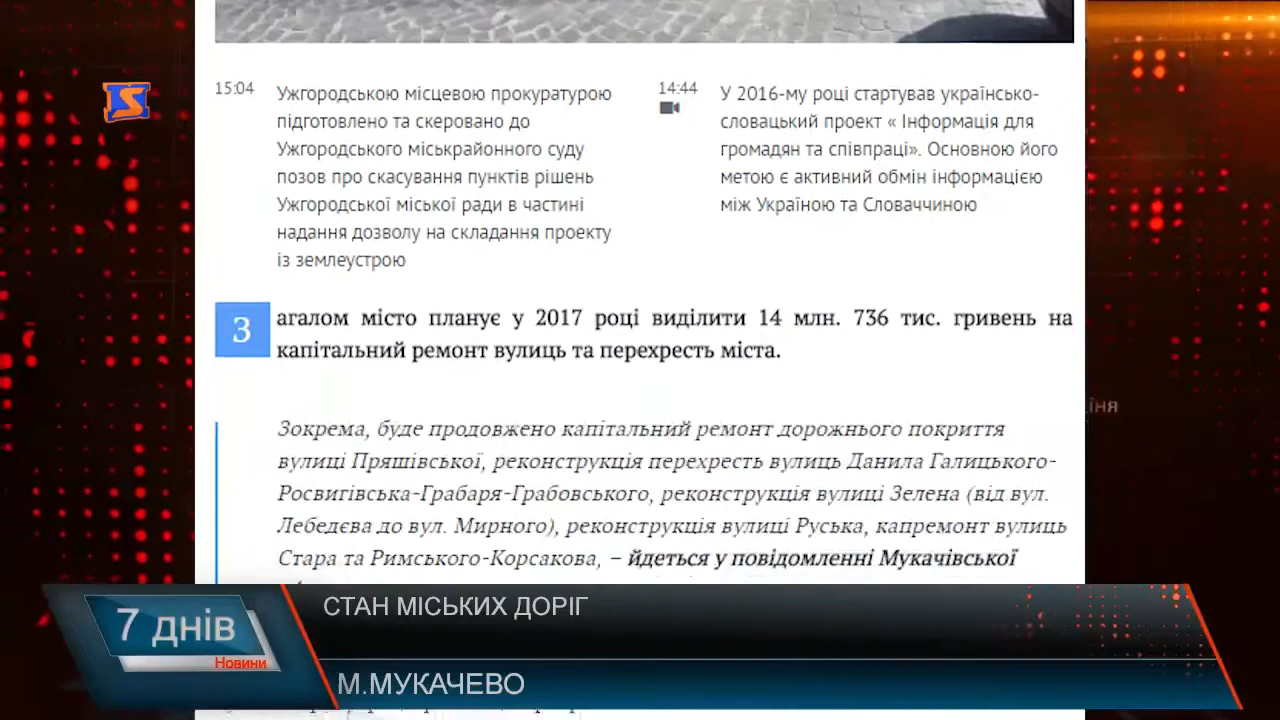 15:04
Ужгородською місцевою прокуратурою
підготовлено та скеровано до
Ужгородського міськрайонного суду
позов про скасування пунктів рішень
Ужгородської міської ради в частині
надання дозволу на складання проекту
із землеустрою
14:44
У 2016-му році стартував українсько-
словацький проект « Інформація для
громадян та співпраці». Основною його
метою є активний обмін інформацією
між Україною та Словаччиною
Загалом місто планує у 2017 році виділити 14 млн. 736 тис. гривень на
капітальний ремонт вулиць та перехресть міста.
Зокрема, буде продовжено капітальний ремонт дорожнього покриття
вулиці Пряшівської, реконструкція перехресть вулиць Данила Галицького-
Росвигівська-Грабаря-Грабовського, реконструкція вулиці Зелена (від вул.
Лебедєва до вул. Мирного), реконструкція вулиці Руська, капремонт вулиць
Стара та Римського-Корсакова, – йдеться у повідомленні Мукачівської
7 днів
Новини
СТАН МІСЬКИХ ДОРІГ
М.МУКАЧЕВО